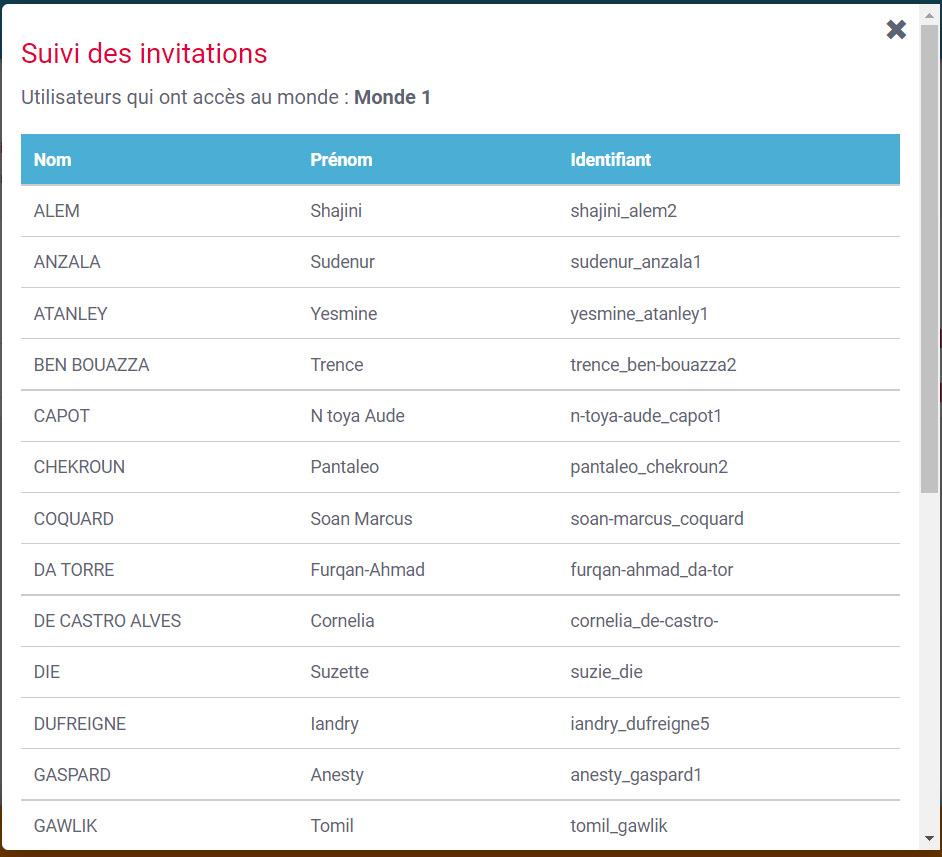 Suivi des invitations
Utilisateurs qui ont accès au monde : Monde 1
Nom Prénom Identifiant
ALEM Shajini shajini_alem2
ANZALA Sudenur sudenur_anzala1
ATANLEY Yesmine yesmine_atanley1
BEN BOUAZZA Trence trence_ben-bouazza2
CAPOT N toya Aude n-toya-aude_capot1
CHEKROUN Pantaleo pantaleo_chekroun2
COQUARD Soan Marcus soan-marcus_coquard
DA TORRE Furqan-Ahmad furqan-ahmad_da-tor
DE CASTRO ALVES Cornelia cornelia_de-castro-
DIE Suzette suzie_die
DUFREIGNE Iandry iandry_dufreigne5
GASPARD Anesty anesty_gaspard1
GAWLIK Tomil tomil_gawlik